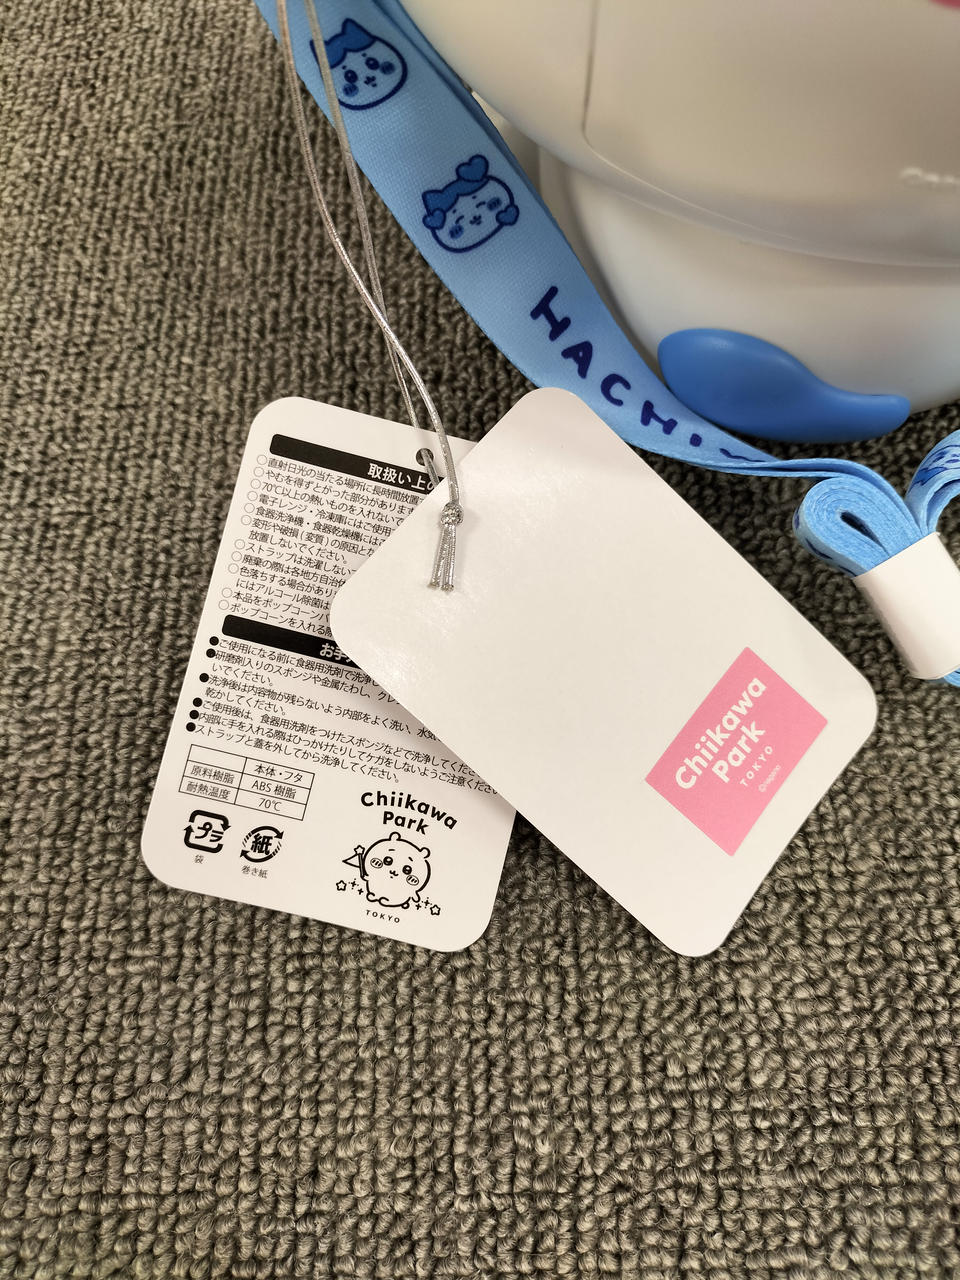 HACHI
取扱い上の
○直射日光の当たる場所に長時間放置
○やむを得ずとがった部分があります
○70℃以上の熱いものを入れないで
○電子レンジ・冷凍庫にはご使用
○食器洗浄機・食器乾燥機には
○変形や破損(変質)の原因とな
放置しないでください。
○ストラップは洗濯しない
○廃棄の際は各地方自治体
○色落ちする場合があり
にはアルコール除菌は
○本品をポップコーン
○ポップコーンを入れる際
お手入
●ご使用になる前に食器用洗剤で洗浄し
●研磨剤入りのスポンジや金属たわし、クレン
いでください。
●洗浄後は内容物が残らないよう内部をよく洗い、水気
乾かしてください。
●ご使用後は、食器用洗剤をつけたスポンジなどで洗浄してくださ
●内部に手を入れる際はひっかけたりしてケガをしないようご注意くださ
●ストラップと蓋を外してから洗浄してください。
本体・フタ
原料樹脂 ABS樹脂
耐熱温度 70℃
プラ
袋
紙
巻き紙
Chiikawa
Park
TOKYO
Chiikawa
Park
TOKYO
©nagano